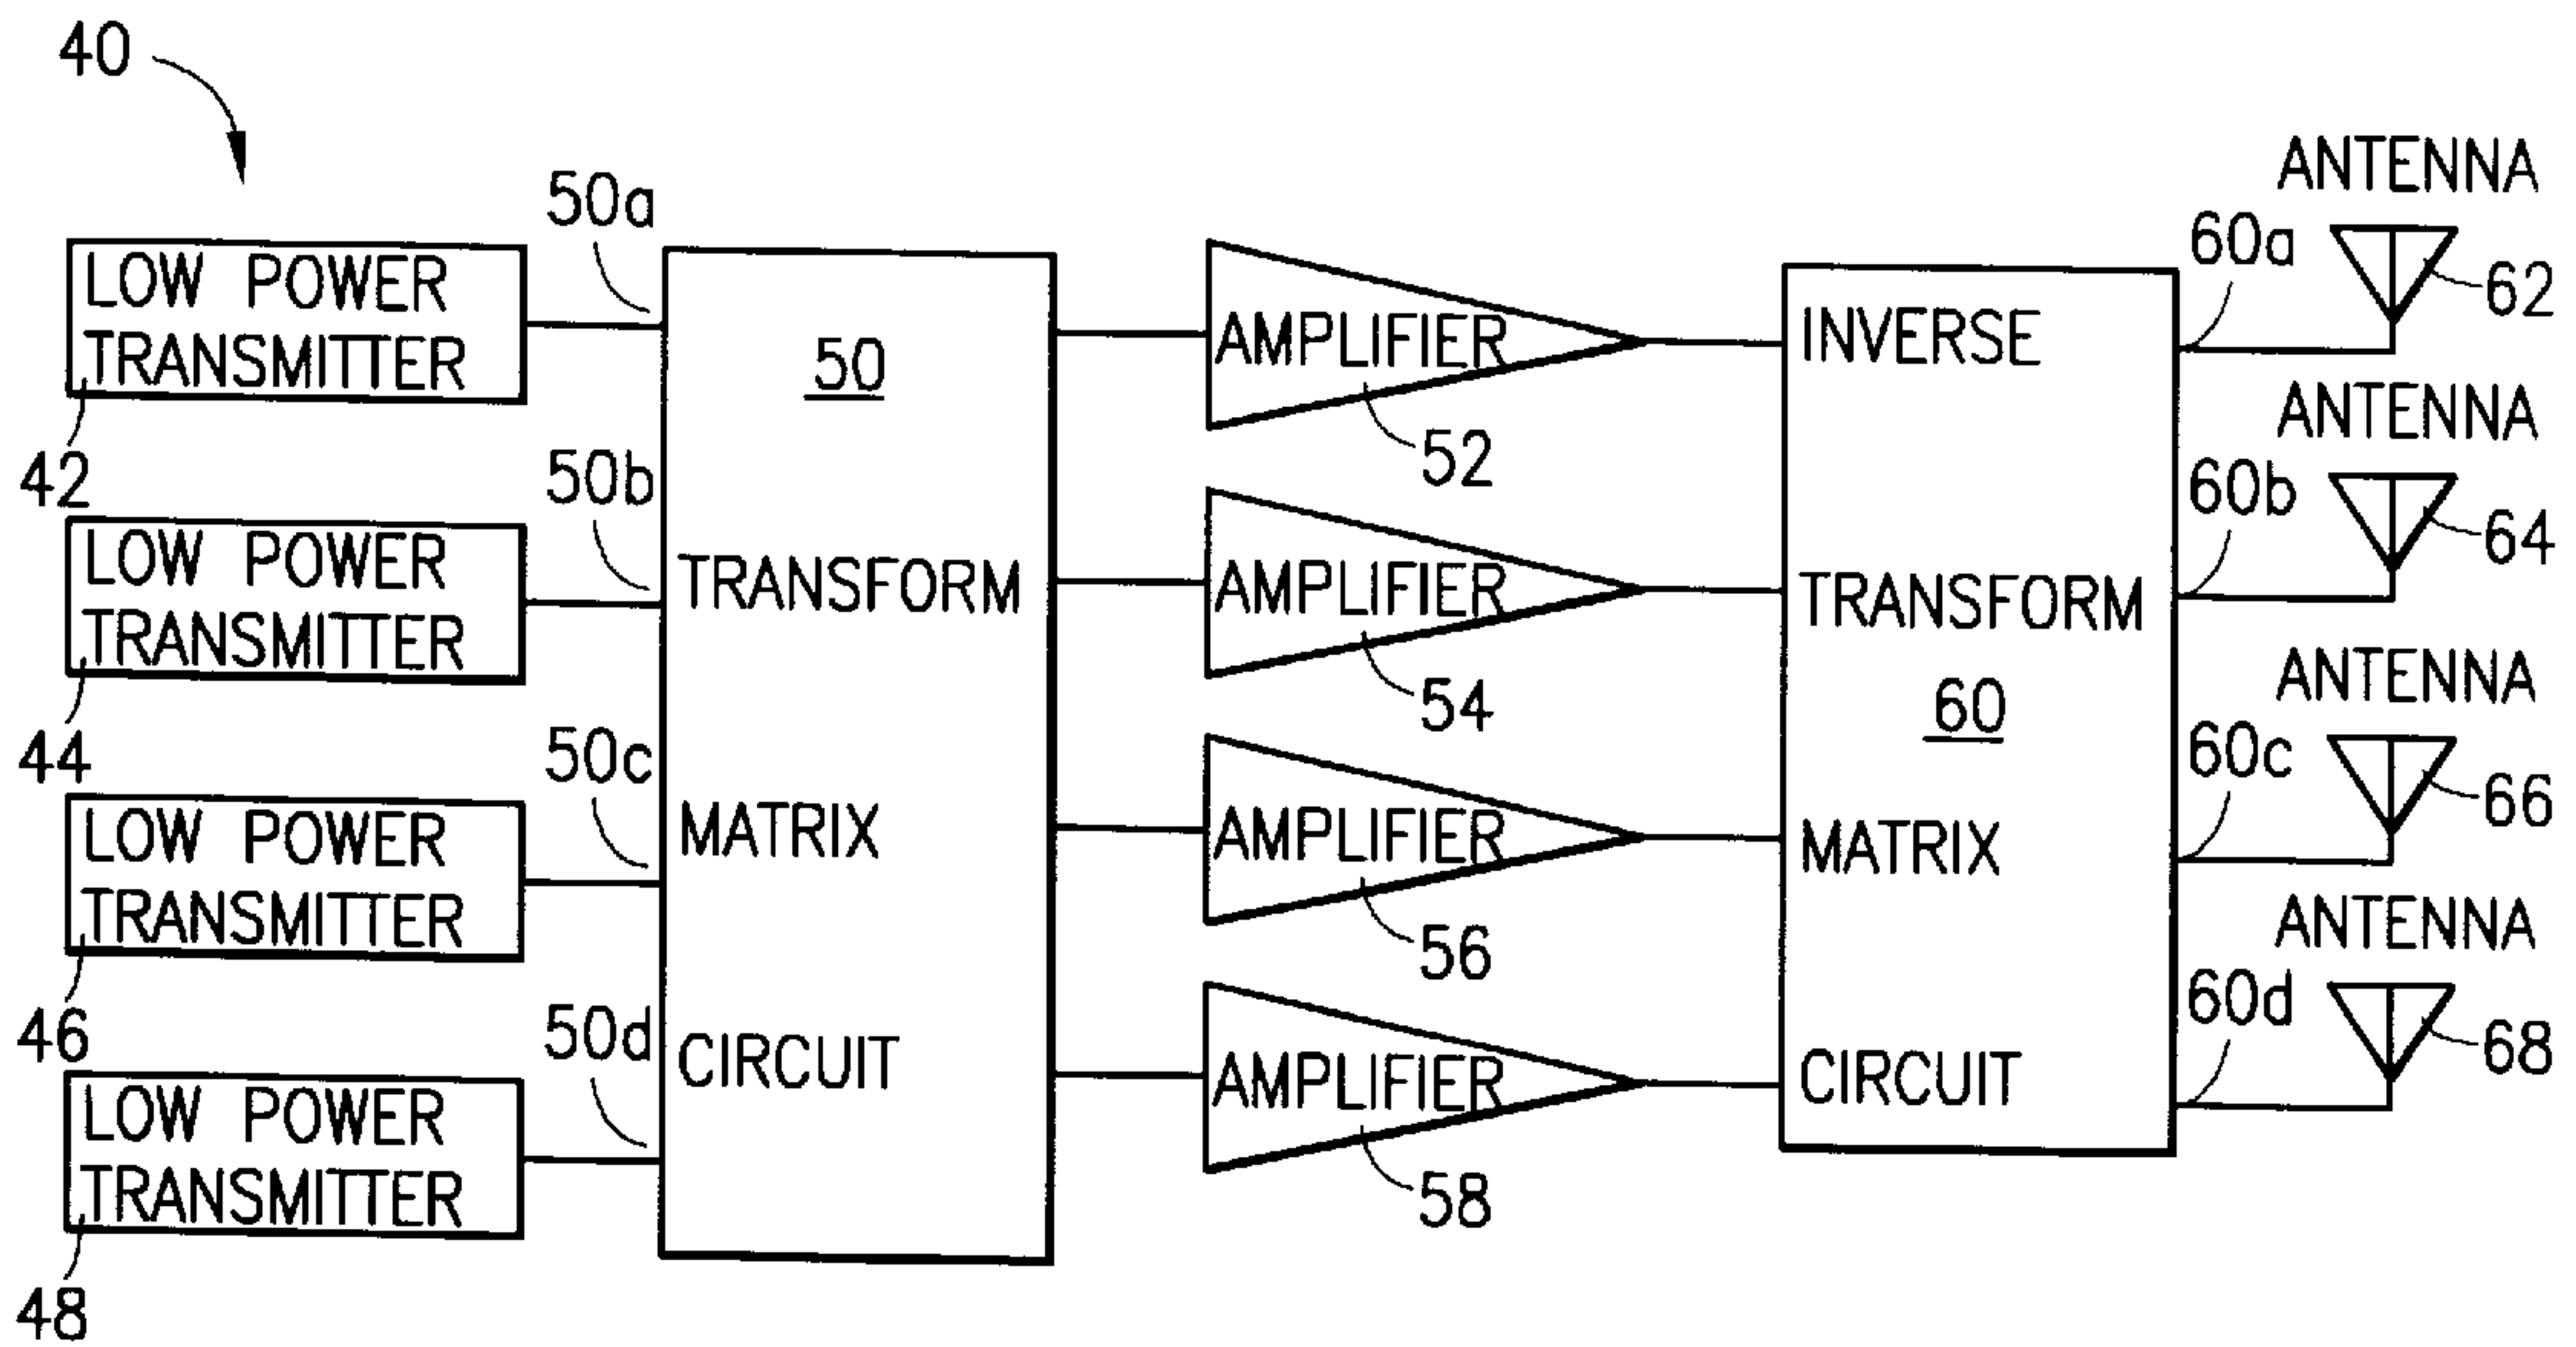 40
ANTENNA
50a
60a
62
LOW POWER
TRANSMITTER
42
50
AMPLIFIER
52
INVERSE
ANTENNA
50b
60b
64
LOW POWER
TRANSMITTER
44
TRANSFORM
AMPLIFIER
54
TRANSFORM
60
ANTENNA
50c
60c
66
LOW POWER
TRANSMITTER
46
MATRIX
AMPLIFIER
56
MATRIX
ANTENNA
50d
60d
68
CIRCUIT
AMPLIFIER
58
CIRCUIT
LOW POWER
TRANSMITTER
48